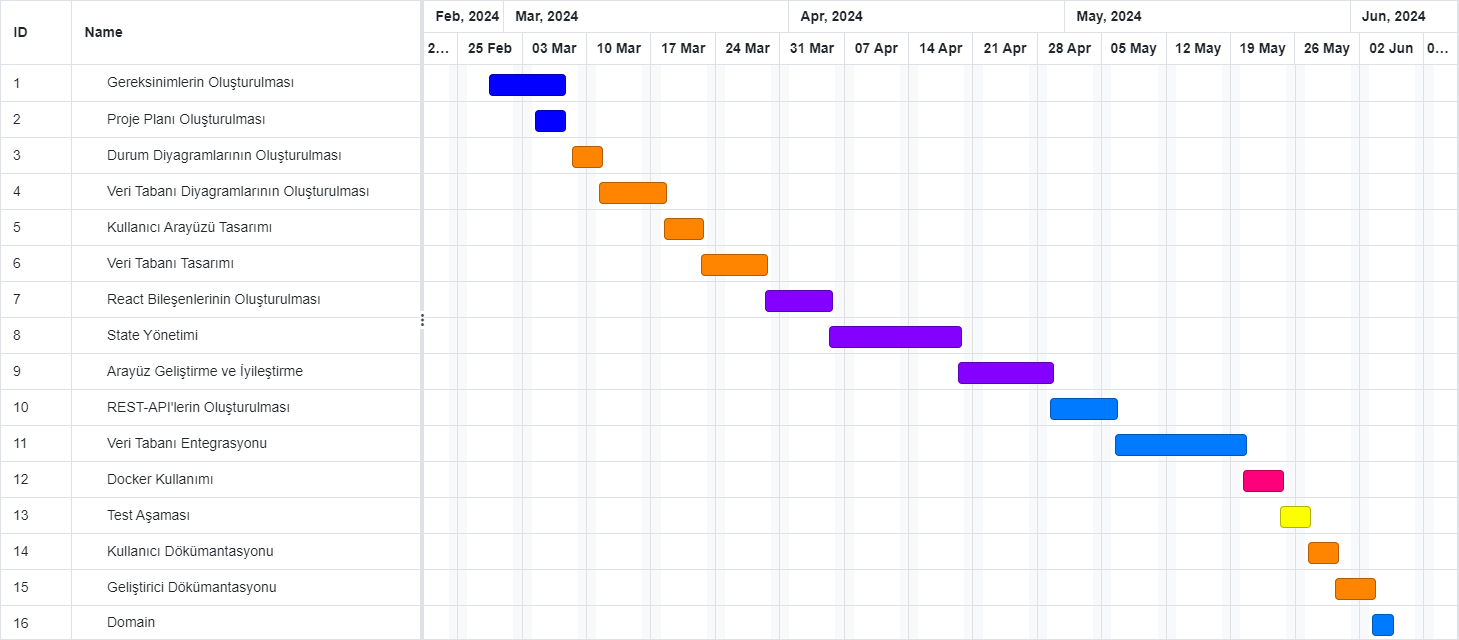 Feb, 2024 Mar, 2024 Apr, 2024 May, 2024 Jun, 2024
ID Name
2... 25 Feb 03 Mar 10 Mar 17 Mar 24 Mar 31 Mar 07 Apr 14 Apr 21 Apr 28 Apr 05 May 12 May 19 May 26 May 02 Jun 0...
1 Gereksinimlerin Oluşturulması
2 Proje Planı Oluşturulması
3 Durum Diyagramlarının Oluşturulması
4 Veri Tabanı Diyagramlarının Oluşturulması
5 Kullanıcı Arayüzü Tasarımı
6 Veri Tabanı Tasarımı
7 React Bileşenlerinin Oluşturulması
8 State Yönetimi
9 Arayüz Geliştirme ve İyileştirme
10 REST-API'lerin Oluşturulması
11 Veri Tabanı Entegrasyonu
12 Docker Kullanımı
13 Test Aşaması
14 Kullanıcı Dökümantasyonu
15 Geliştirici Dökümantasyonu
16 Domain